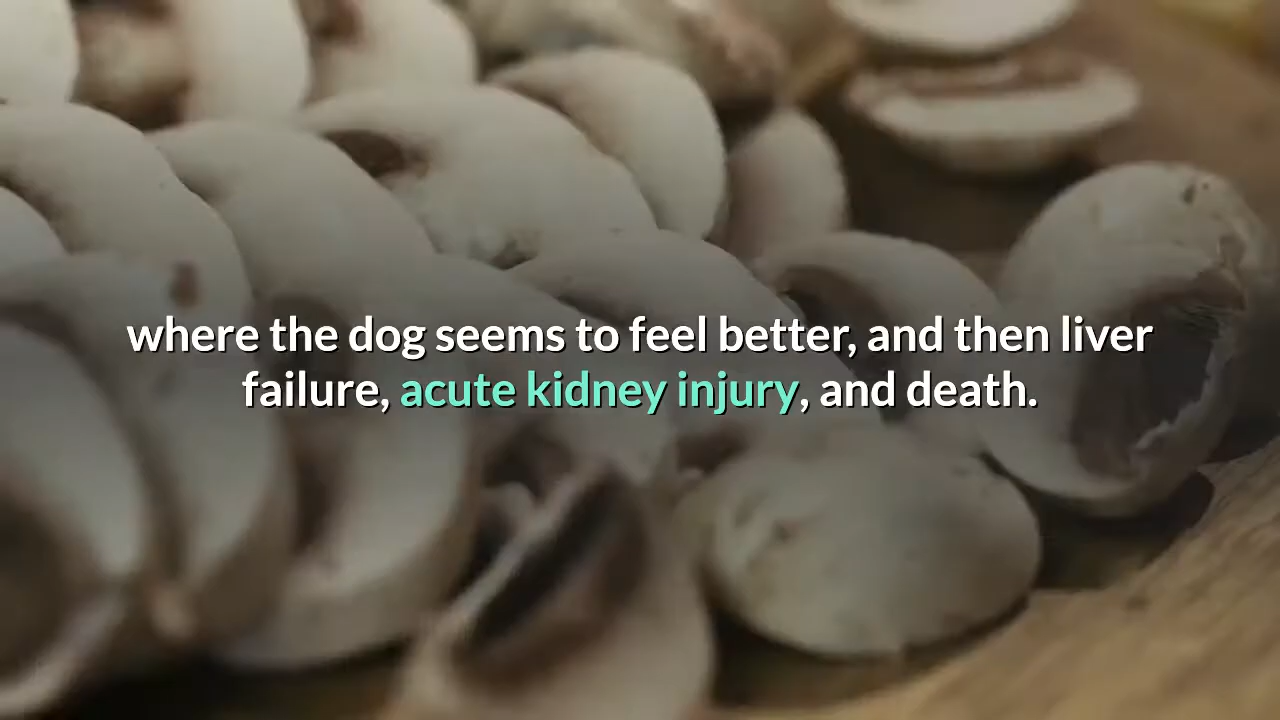 where the dog seems to feel better, and then liver
failure, acute kidney injury, and death.